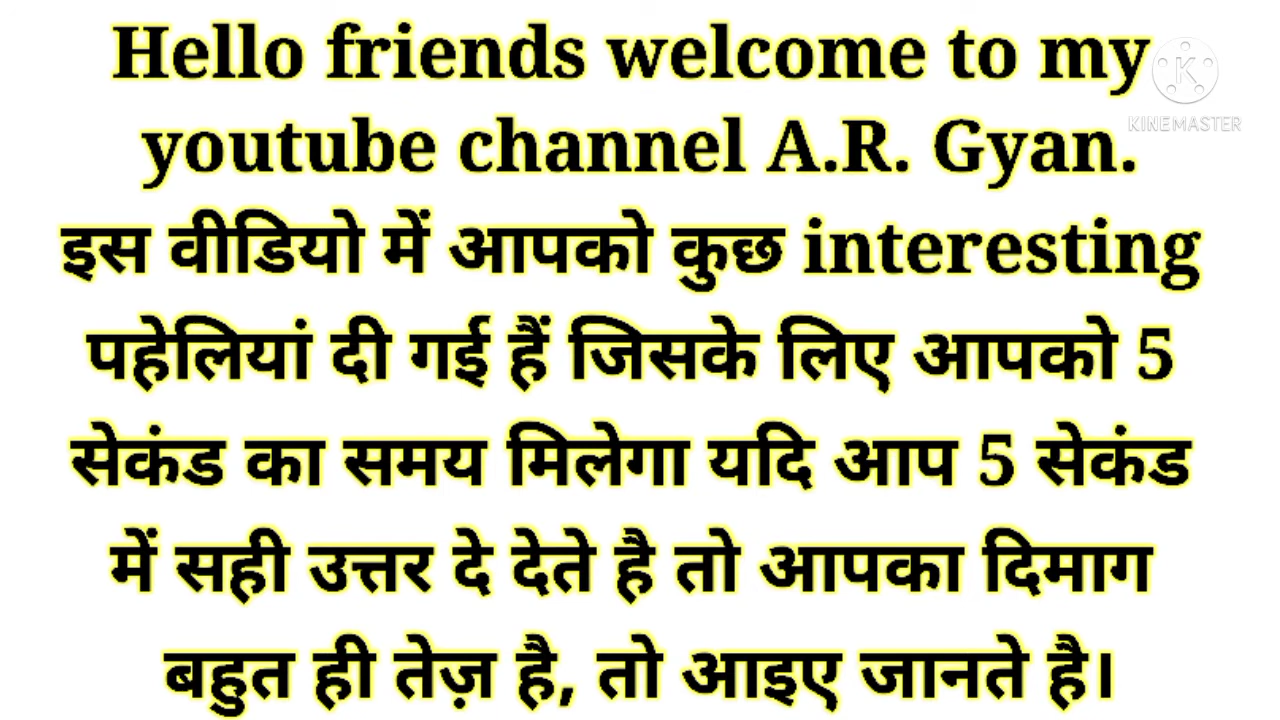 Hello friends welcome to my
youtube channel A.R. Gyan.
इस वीडियो में आपको कुछ interesting
पहेलियां दी गई हैं जिसके लिए आपको 5
सेकंड का समय मिलेगा यदि आप 5 सेकंड
में सही उत्तर दे देते है तो आपका दिमाग
बहुत ही तेज़ है, तो आइए जानते है।
K
KINEMASTER